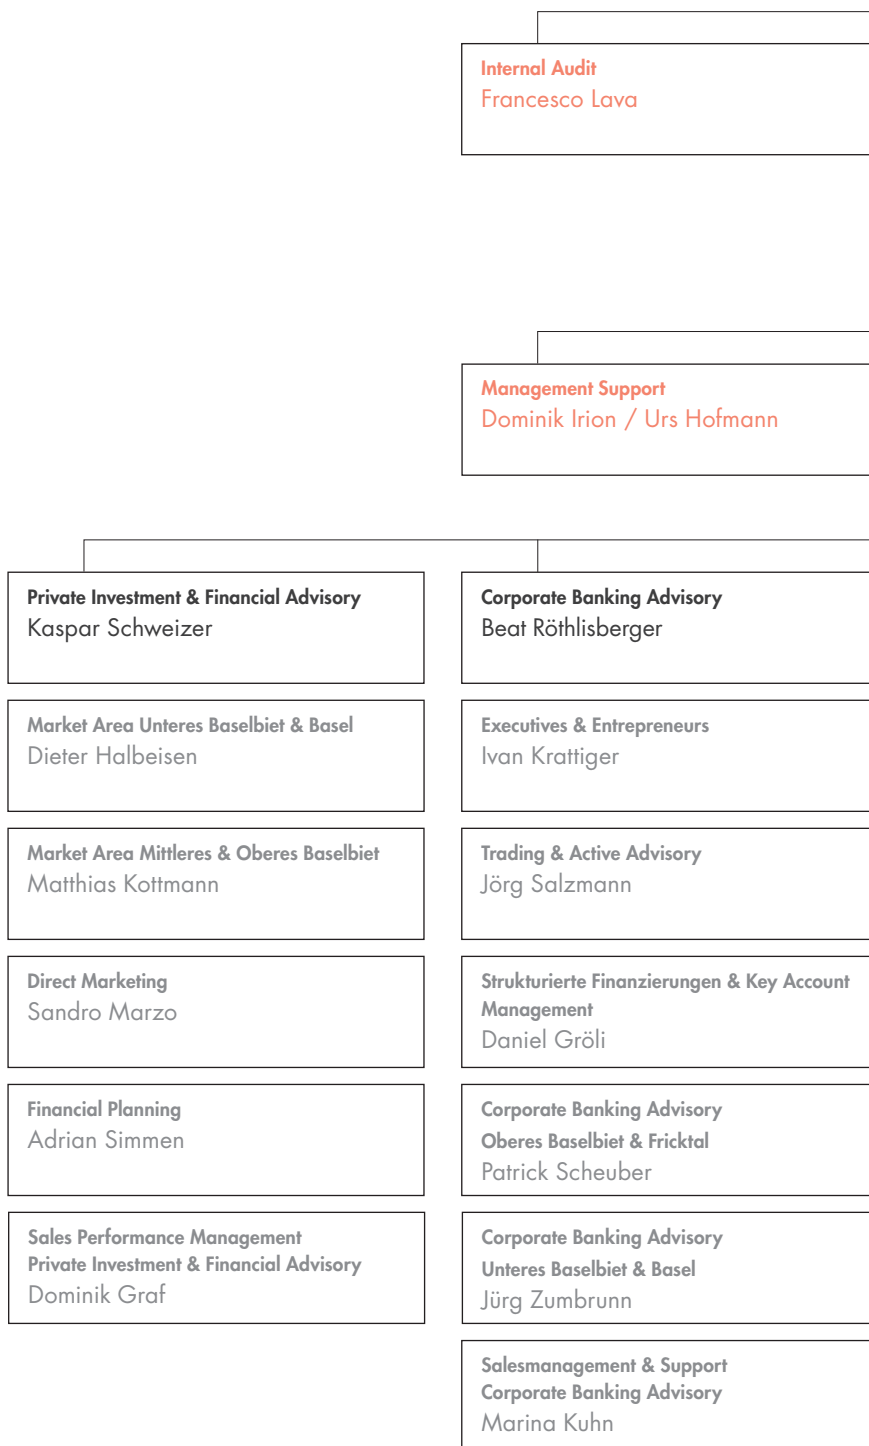 Internal Audit
Francesco Lava
Management Support
Dominik Irion / Urs Hofmann
Private Investment & Financial Advisory
Kaspar Schweizer
Market Area Unteres Baselbiet & Basel
Dieter Halbeisen
Market Area Mittleres & Oberes Baselbiet
Matthias Kottmann
Direct Marketing
Sandro Marzo
Financial Planning
Adrian Simmen
Sales Performance Management
Private Investment & Financial Advisory
Dominik Graf
Corporate Banking Advisory
Beat Röthlisberger
Executives & Entrepreneurs
Ivan Krattiger
Trading & Active Advisory
Jörg Salzmann
Strukturierte Finanzierungen & Key Account
Management
Daniel Gröli
Corporate Banking Advisory
Oberes Baselbiet & Fricktal
Patrick Scheuber
Corporate Banking Advisory
Unteres Baselbiet & Basel
Jürg Zumbrunn
Salesmanagement & Support
Corporate Banking Advisory
Marina Kuhn